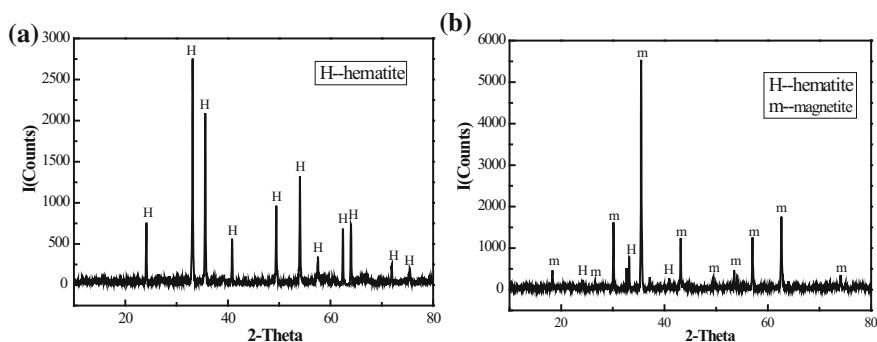 (a)
3000
2500
2000
1500
1000
500
0
I(Counts)
H--hematite
H
H
H
H
H
H
H
H
H
H
H
20
40
60
80
2-Theta
(b)
6000
5000
4000
3000
2000
1000
0
I(Counts)
H--hematite
m--magnetite
m
H
m
m
H
m
H
m
m
m
m
m
m
20
40
60
80
2-Theta